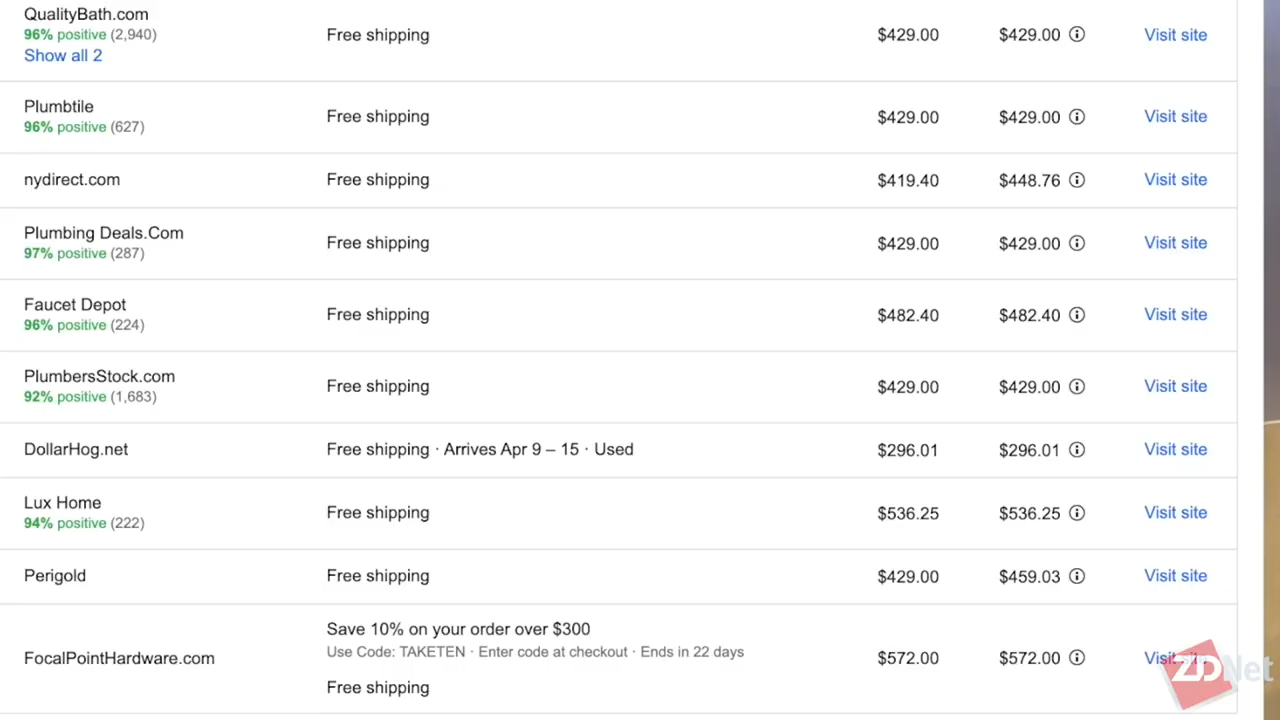 QualityBath.com
96% positive (2,940)
Show all 2
Free shipping
$429.00
$429.00
Visit site
Plumbtile
96% positive (627)
Free shipping
$429.00
$429.00
Visit site
nydirect.com
Free shipping
$419.40
$448.76
Visit site
Plumbing Deals.Com
97% positive (287)
Free shipping
$429.00
$429.00
Visit site
Faucet Depot
96% positive (224)
Free shipping
$482.40
$482.40
Visit site
PlumbersStock.com
92% positive (1,683)
Free shipping
$429.00
$429.00
Visit site
DollarHog.net
Free shipping · Arrives Apr 9 – 15 · Used
$296.01
$296.01
Visit site
Lux Home
94% positive (222)
Free shipping
$536.25
$536.25
Visit site
Perigold
Free shipping
$429.00
$459.03
Visit site
FocalPointHardware.com
Save 10% on your order over $300
Use Code: TAKETEN · Enter code at checkout · Ends in 22 days
Free shipping
$572.00
$572.00
Visit site
ZDNet